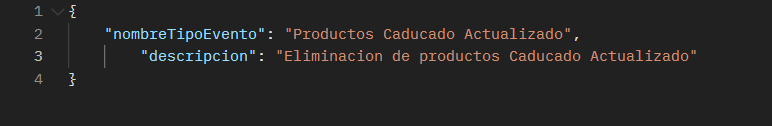 1 {
2 "nombreTipoEvento": "Productos Caducado Actualizado",
3 "descripcion": "Eliminacion de productos Caducado Actualizado"
4 }